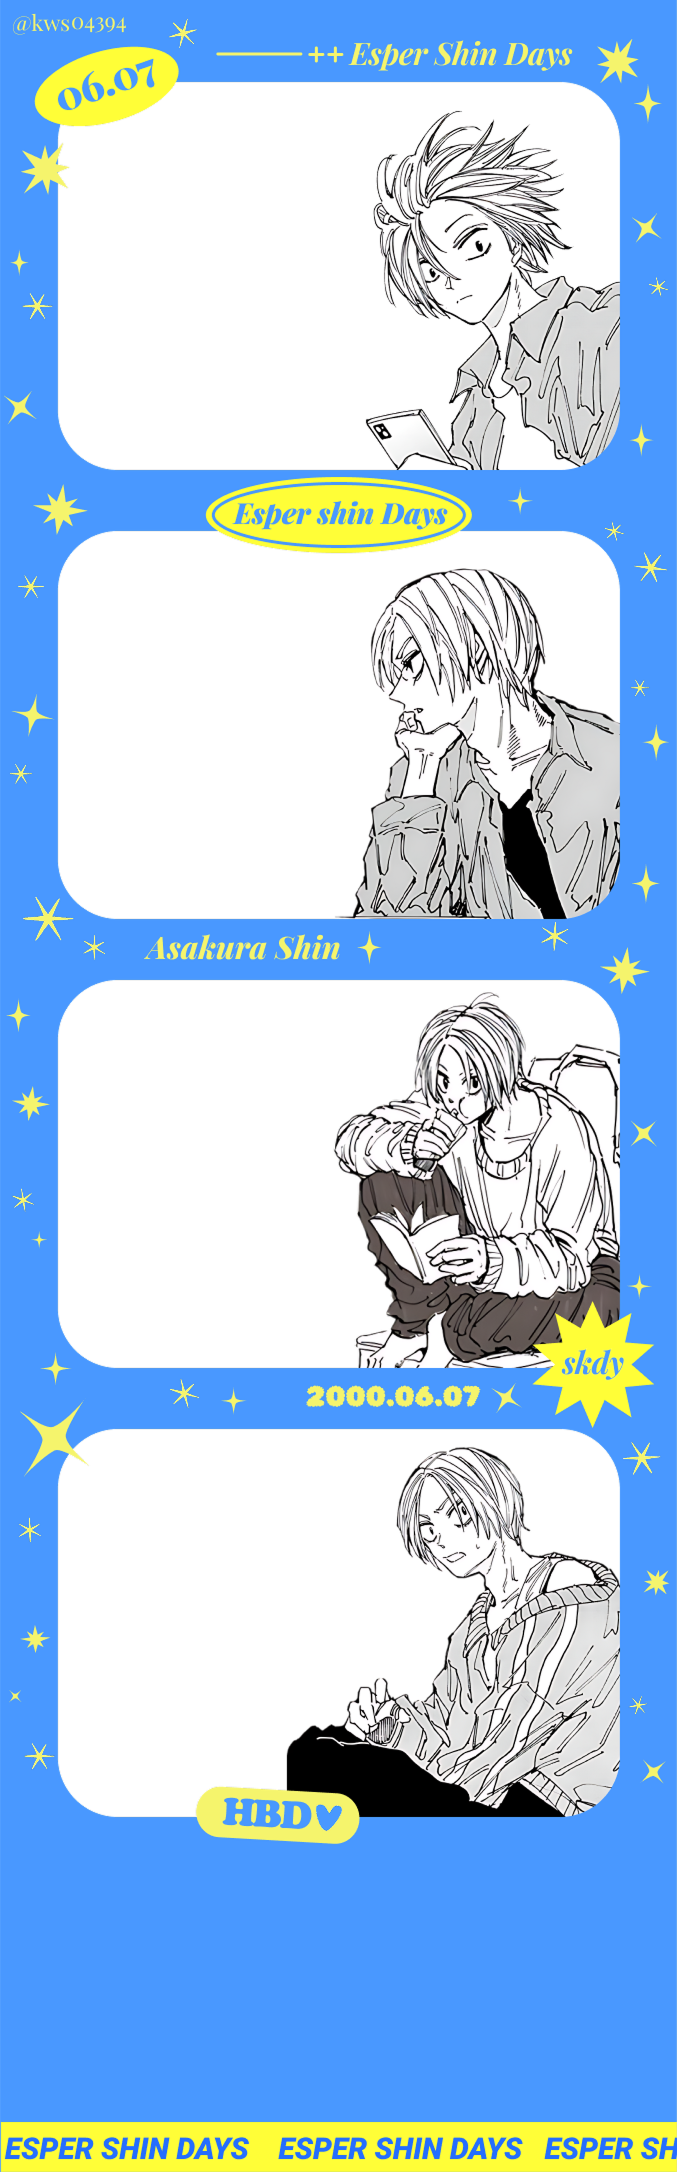 @kws04394
++ Esper Shin Days
06.07
Esper shin Days
Asakura Shin
skdy
2000.06.07
HBD♥
ESPER SHIN DAYS ESPER SHIN DAYS ESPER SH